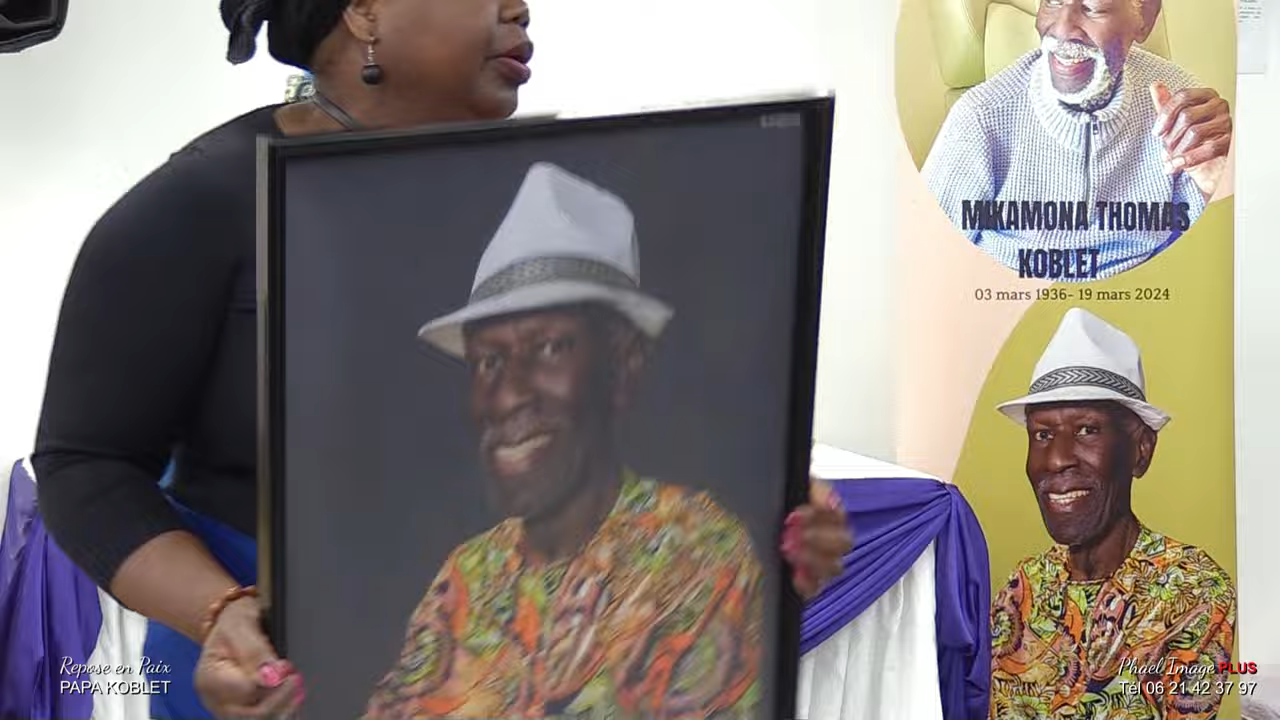 MIKAMONA THOMAS
KOBLET
03 mars 1936- 19 mars 2024
Repose en Paix
PAPA KOBLET
Phael Image PLUS
Tél 06 21 42 37 97